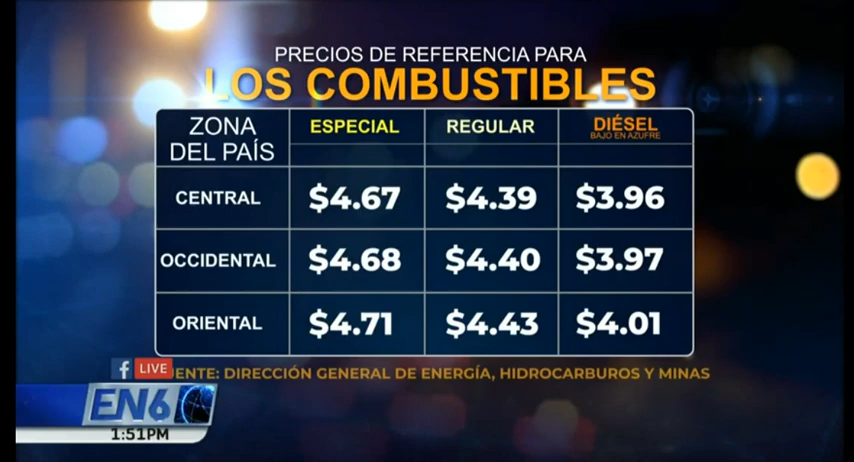 PRECIOS DE REFERENCIA PARA
LOS COMBUSTIBLES
ZONA DEL PAÍS ESPECIAL REGULAR DIÉSEL BAJO EN AZUFRE
CENTRAL $4.67 $4.39 $3.96
OCCIDENTAL $4.68 $4.40 $3.97
ORIENTAL $4.71 $4.43 $4.01
f LIVE UENTE: DIRECCIÓN GENERAL DE ENERGÍA, HIDROCARBUROS Y MINAS
EN6
1:51PM